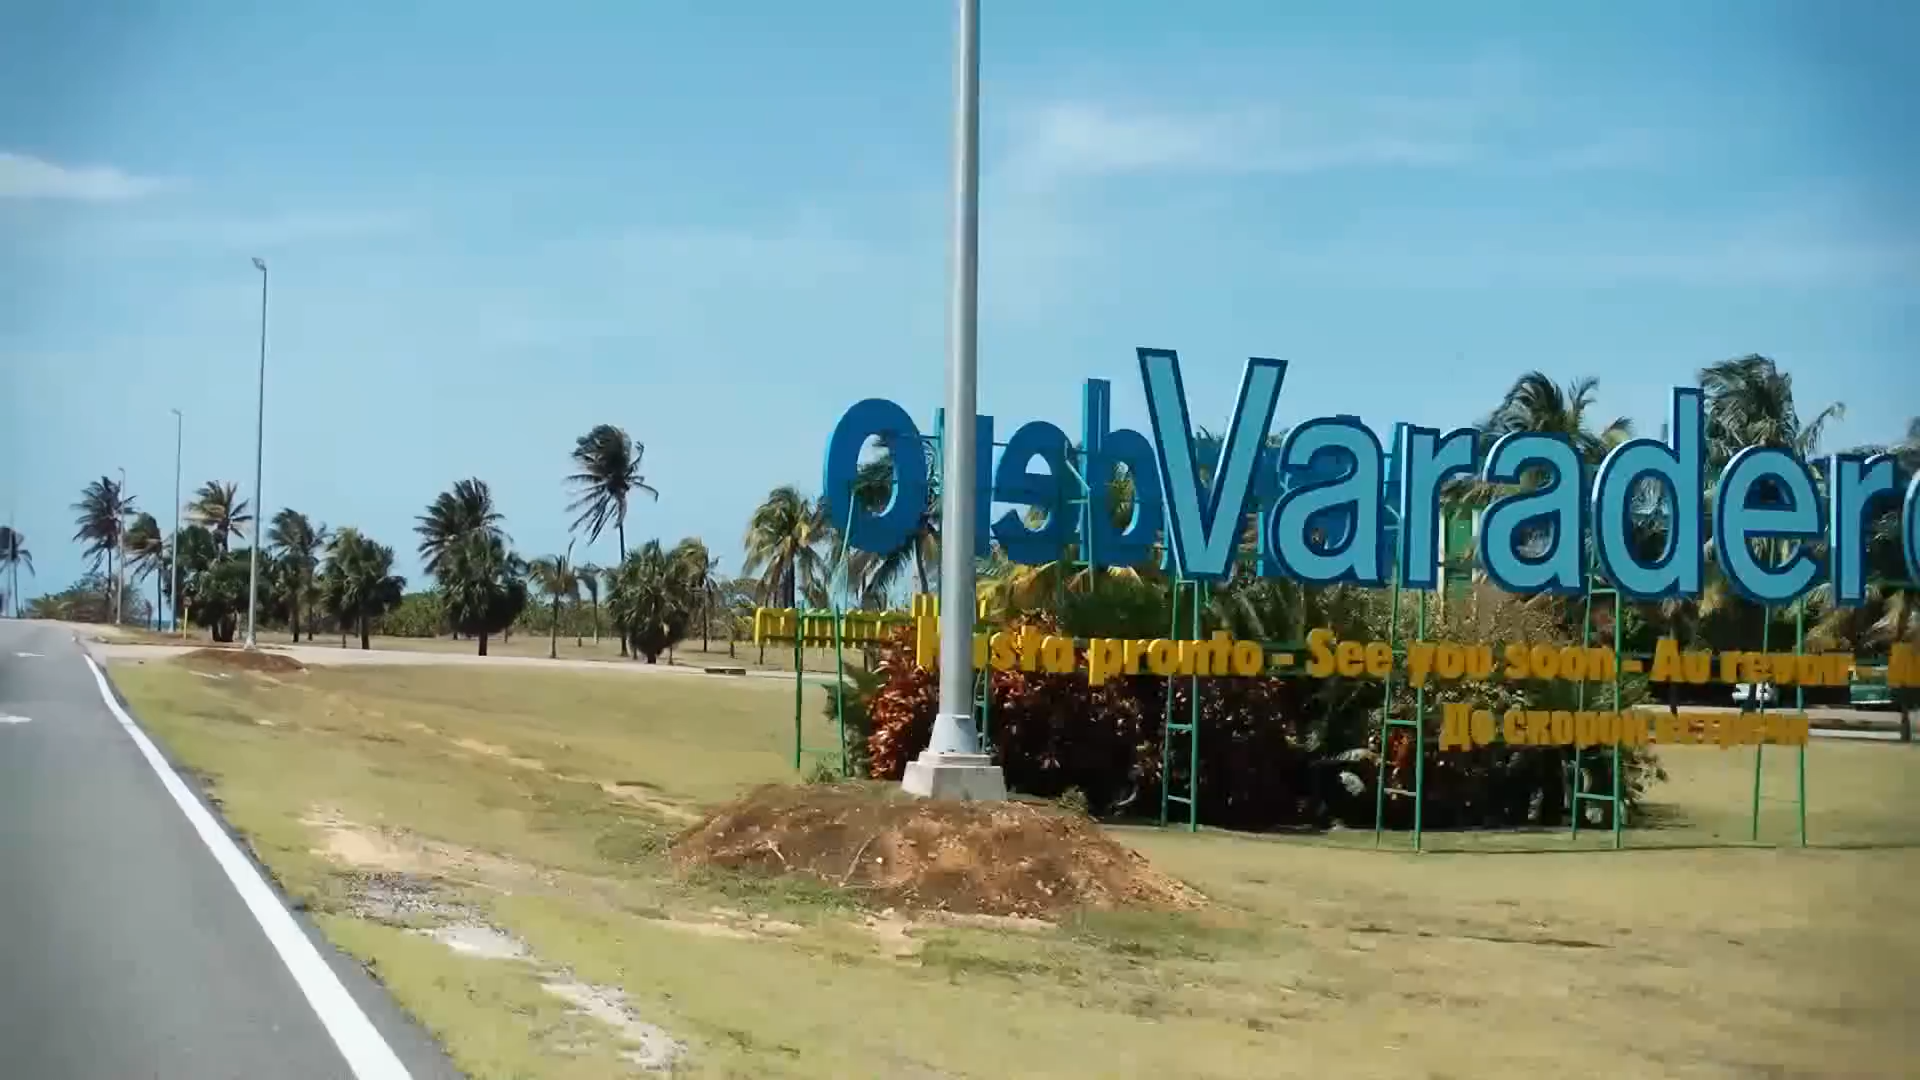 Varadero
Hasta pronto - See you soon - Au revoir - A
До скорой встречи